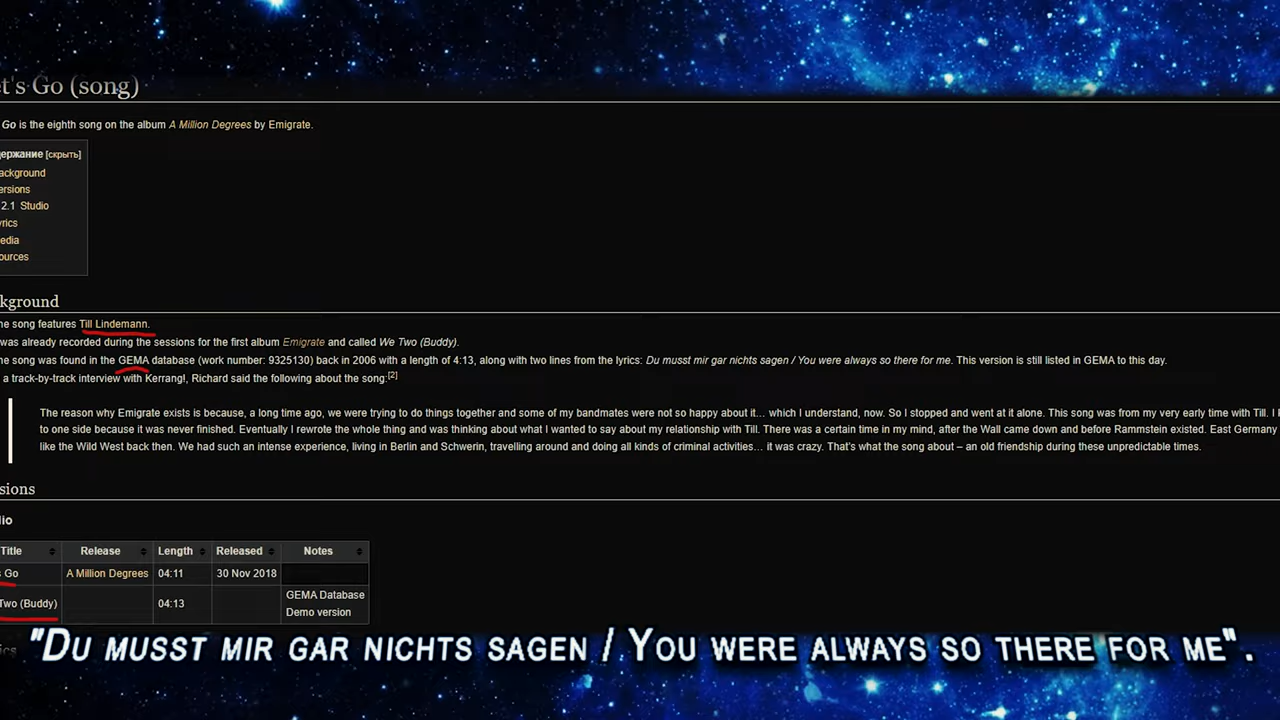 t's Go (song)
Go is the eighth song on the album A Million Degrees by Emigrate.
держание [скрыть]
ackground
ersions
2.1 Studio
yrics
edia
ources
kground
ne song features Till Lindemann.
was already recorded during the sessions for the first album Emigrate and called We Two (Buddy).
ne song was found in the GEMA database (work number: 9325130) back in 2006 with a length of 4:13, along with two lines from the lyrics: Du musst mir gar nichts sagen / You were always so there for me. This version is still listed in GEMA to this day.
a track-by-track interview with Kerrang!, Richard said the following about the song:[2]
The reason why Emigrate exists is because, a long time ago, we were trying to do things together and some of my bandmates were not so happy about it… which I understand, now. So I stopped and went at it alone. This song was from my very early time with Till. I
to one side because it was never finished. Eventually I rewrote the whole thing and was thinking about what I wanted to say about my relationship with Till. There was a certain time in my mind, after the Wall came down and before Rammstein existed. East Germany
like the Wild West back then. We had such an intense experience, living in Berlin and Schwerin, travelling around and doing all kinds of criminal activities… it was crazy. That's what the song about – an old friendship during these unpredictable times.
sions
lio
Title Release Length Released Notes
s Go A Million Degrees 04:11 30 Nov 2018
Two (Buddy) 04:13 GEMA Database
Demo version
ics
"Du musst mir gar nichts sagen / You were always so there for me".